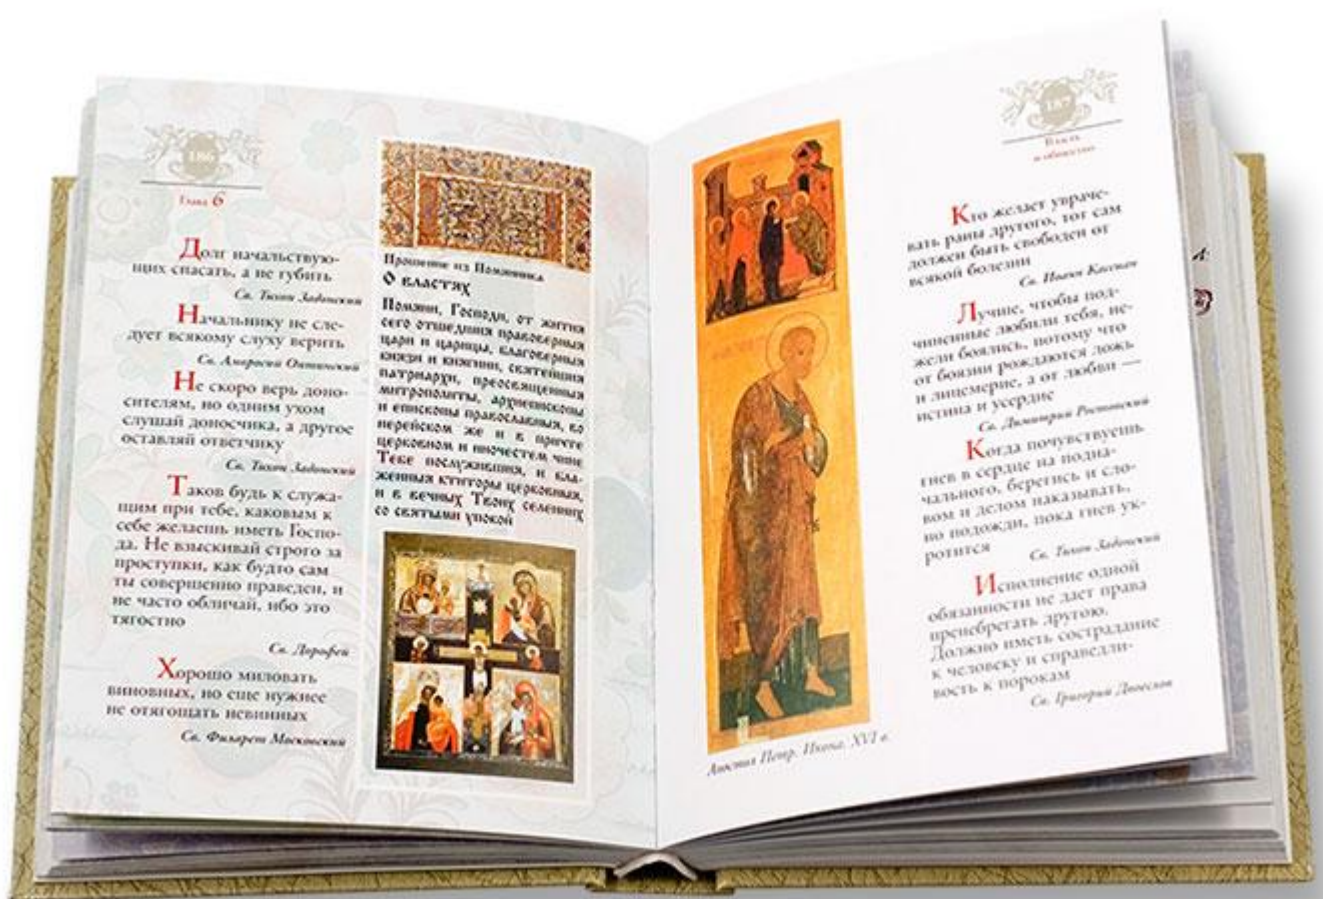 186
Глава 6
Долг начальствую-
щих спасать, а не губить
Св. Тихон Задонский
Начальнику не сле-
дует всякому слуху верить
Св. Амвросий Оптинский
Не скоро верь доно-
сителям, но одним ухом
слушай доносчика, а другое
оставляй ответчику
Св. Тихон Задонский
Таков будь к служа-
щим при тебе, каковым к
себе желаешь иметь Госпо-
да. Не взыскивай строго за
проступки, как будто сам
ты совершенно праведен, и
не часто обличай, ибо это
тягостно
Св. Дорофей
Хорошо миловать
виновных, но еще нужнее
не отягощать невинных
Св. Филарет Московский
Прошение из Помянника
О властях
Помяни, Господи, от жития
сего отшедшия правоверныя
цари и царицы, благоверныя
князи и княгини, святейшия
патриархи, преосвященныя
митрополиты, архиепископы
и епископы православныя, во
иерейском же и в причте
церковном и иночестем чине
Тебе послужившия, и бла-
женныя ктиторы церковныя,
и в вечных Твоих селениих
со святыми упокой
Апостол Петр. Икона. XVI в.
187
Власть
и общество
Кто желает увраче-
вать раны другого, тот сам
должен быть свободен от
всякой болезни
Св. Иоанн Кассиан
Лучше, чтобы под-
чиненные любили тебя, не-
жели боялись, потому что
от боязни рождаются ложь
и лицемерие, а от любви —
истина и усердие
Св. Димитрий Ростовский
Когда почувствуешь
гнев в сердце на подна-
чального, берегись и сло-
вом и делом наказывать,
но подожди, пока гнев ук-
ротится
Св. Тихон Задонский
Исполнение одной
обязанности не дает права
пренебрегать другою.
Должно иметь сострадание
к человеку и справедли-
вость к порокам
Св. Григорий Двоеслов